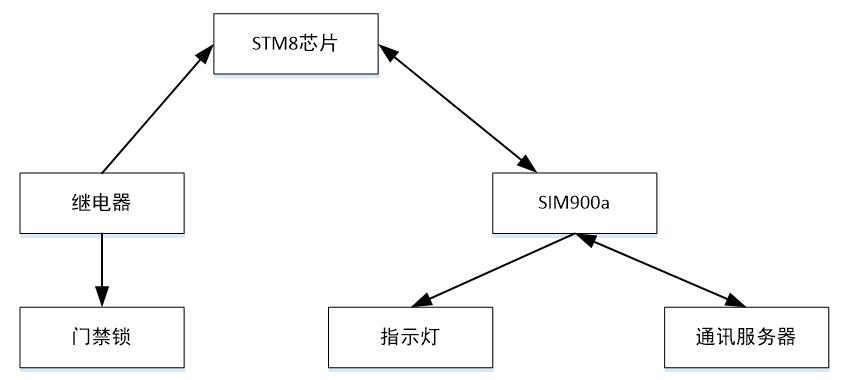 STM8芯片
继电器
SIM900a
门禁锁
指示灯
通讯服务器